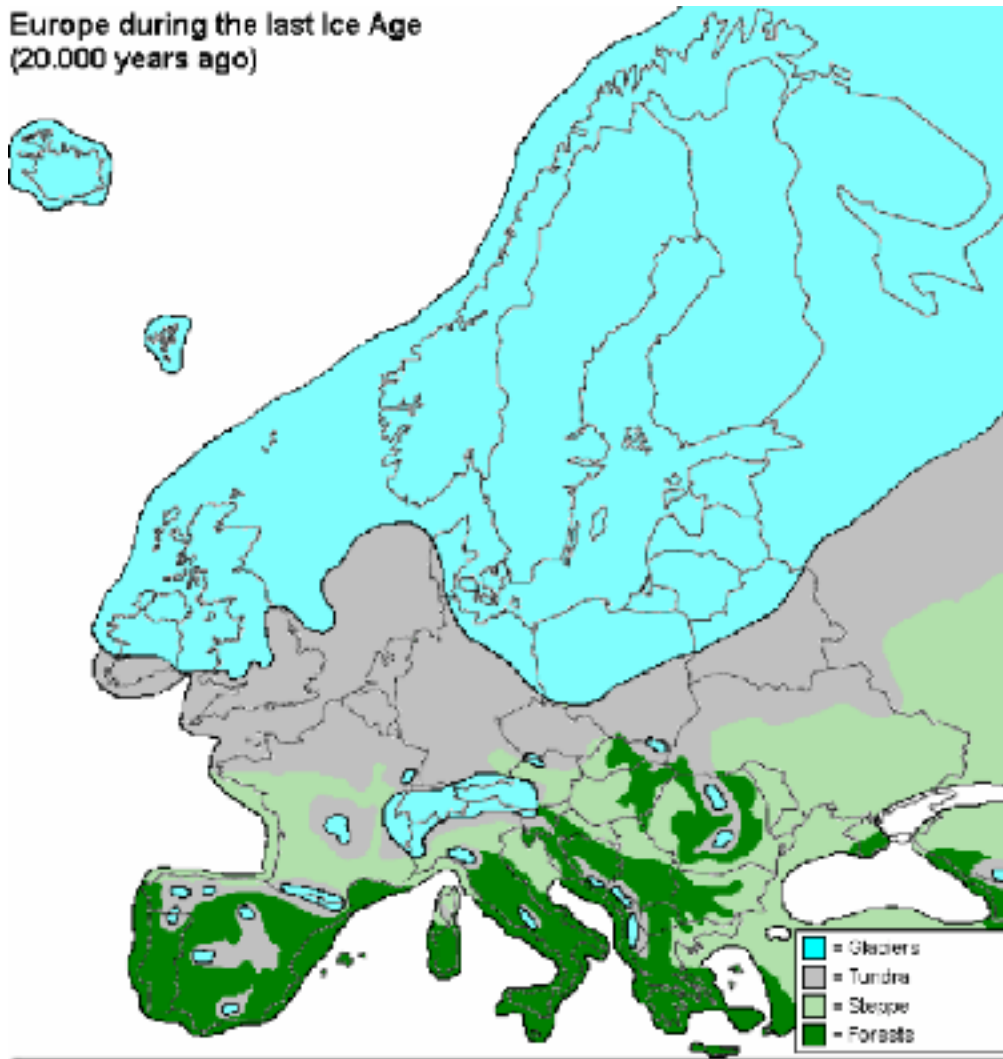 Europe during the last Ice Age
(20.000 years ago)
= Glaciers
= Tundra
= Steppe
= Forests